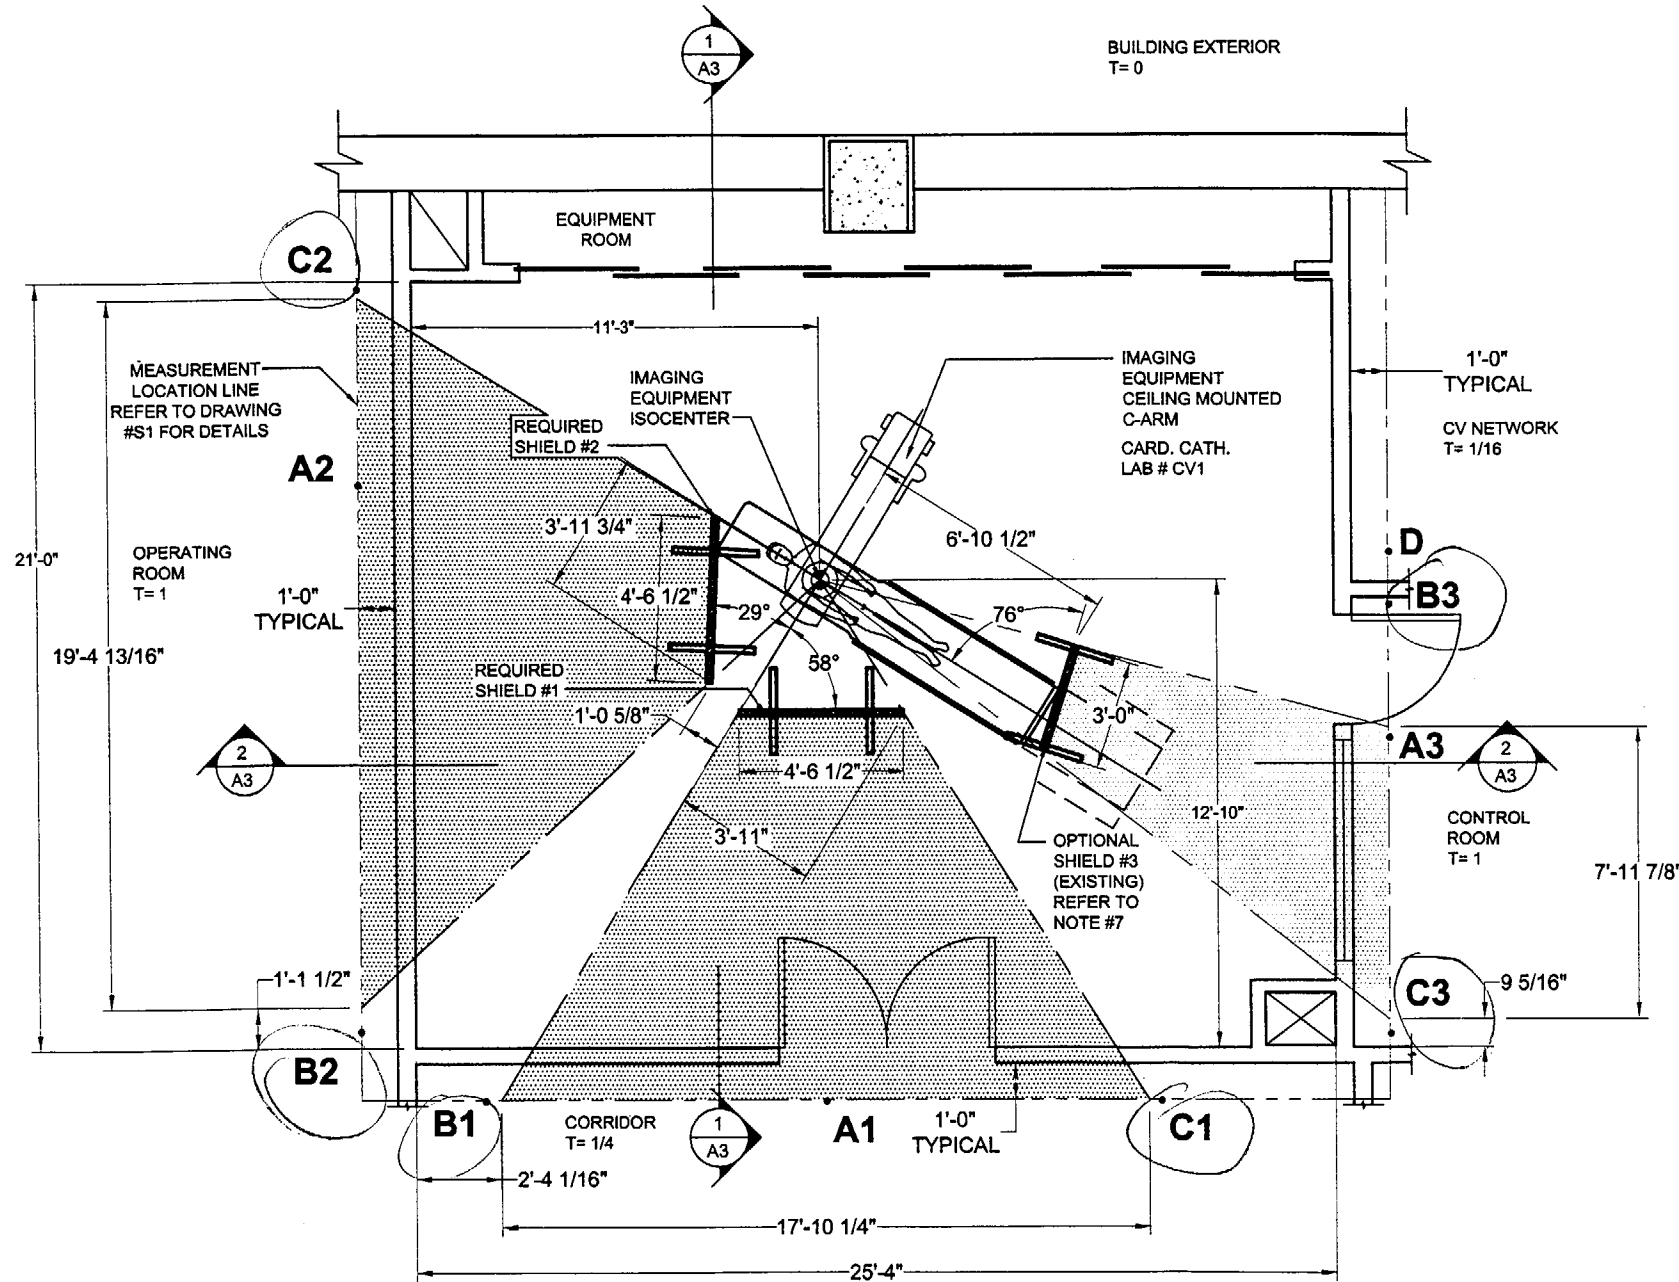 1
A3
BUILDING EXTERIOR
T= 0
EQUIPMENT
ROOM
C2
11'-3"
MEASUREMENT
LOCATION LINE
REFER TO DRAWING
#S1 FOR DETAILS
IMAGING
EQUIPMENT
ISOCENTER
IMAGING
EQUIPMENT
CEILING MOUNTED
C-ARM
CARD. CATH.
LAB # CV1
1'-0"
TYPICAL
CV NETWORK
T= 1/16
REQUIRED
SHIELD #2
A2
3'-11 3/4"
6'-10 1/2"
D
OPERATING
ROOM
T= 1
21'-0"
1'-0"
TYPICAL
4'-6 1/2"
29°
76°
B3
19'-4 13/16"
58°
REQUIRED
SHIELD #1
1'-0 5/8"
3'-0"
A3
2
A3
2
A3
4'-6 1/2"
12'-10"
3'-11"
CONTROL
ROOM
T= 1
OPTIONAL
SHIELD #3
(EXISTING)
REFER TO
NOTE #7
7'-11 7/8"
1'-1 1/2"
C3
9 5/16"
B2
B1
CORRIDOR
T= 1/4
1
A3
A1
1'-0"
TYPICAL
C1
2'-4 1/16"
17'-10 1/4"
25'-4"